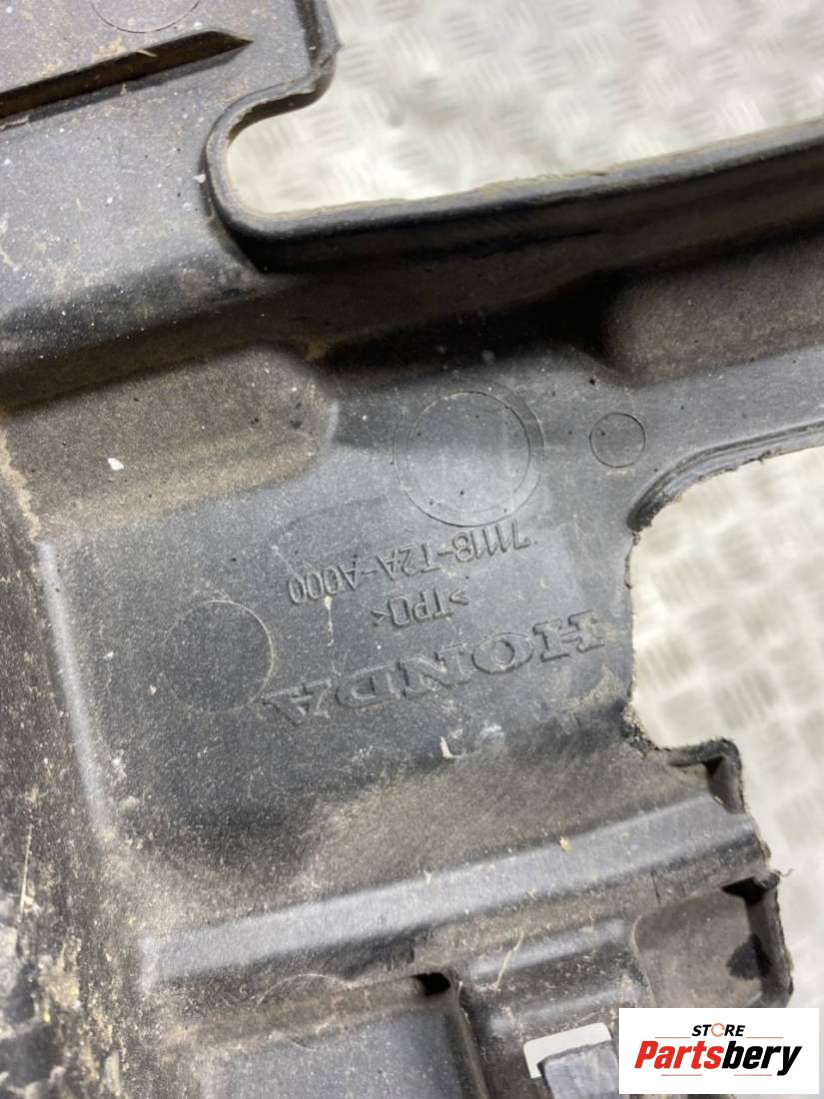 71118-T2A-A000
>TPO<
HONDA
STORE
Partsbery